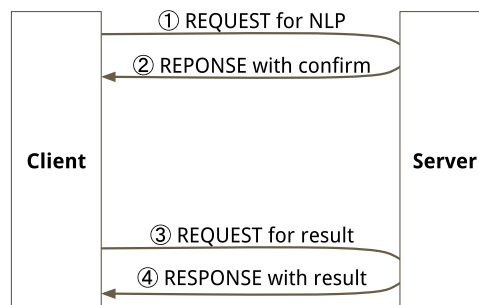 ① REQUEST for NLP
② REPONSE with confirm
Client
Server
③ REQUEST for result
④ RESPONSE with result